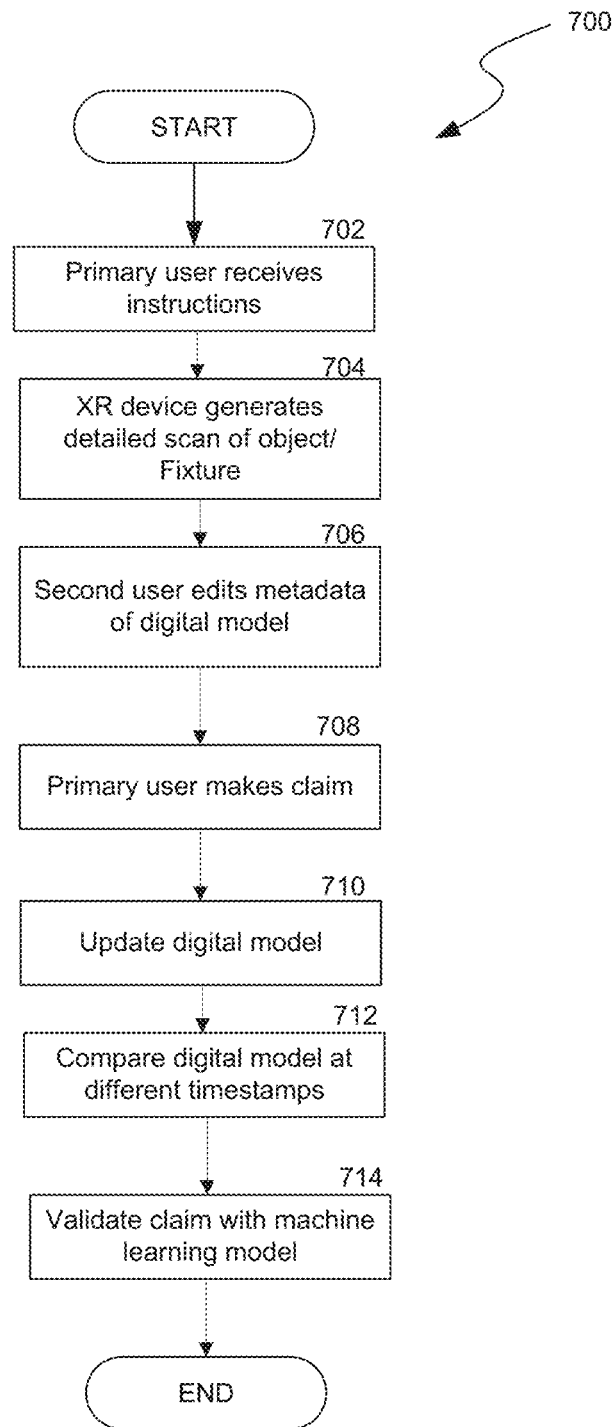 700
START
702
Primary user receives
instructions
704
XR device generates
detailed scan of object/
Fixture
706
Second user edits metadata
of digital model
708
Primary user makes claim
710
Update digital model
712
Compare digital model at
different timestamps
714
Validate claim with machine
learning model
END